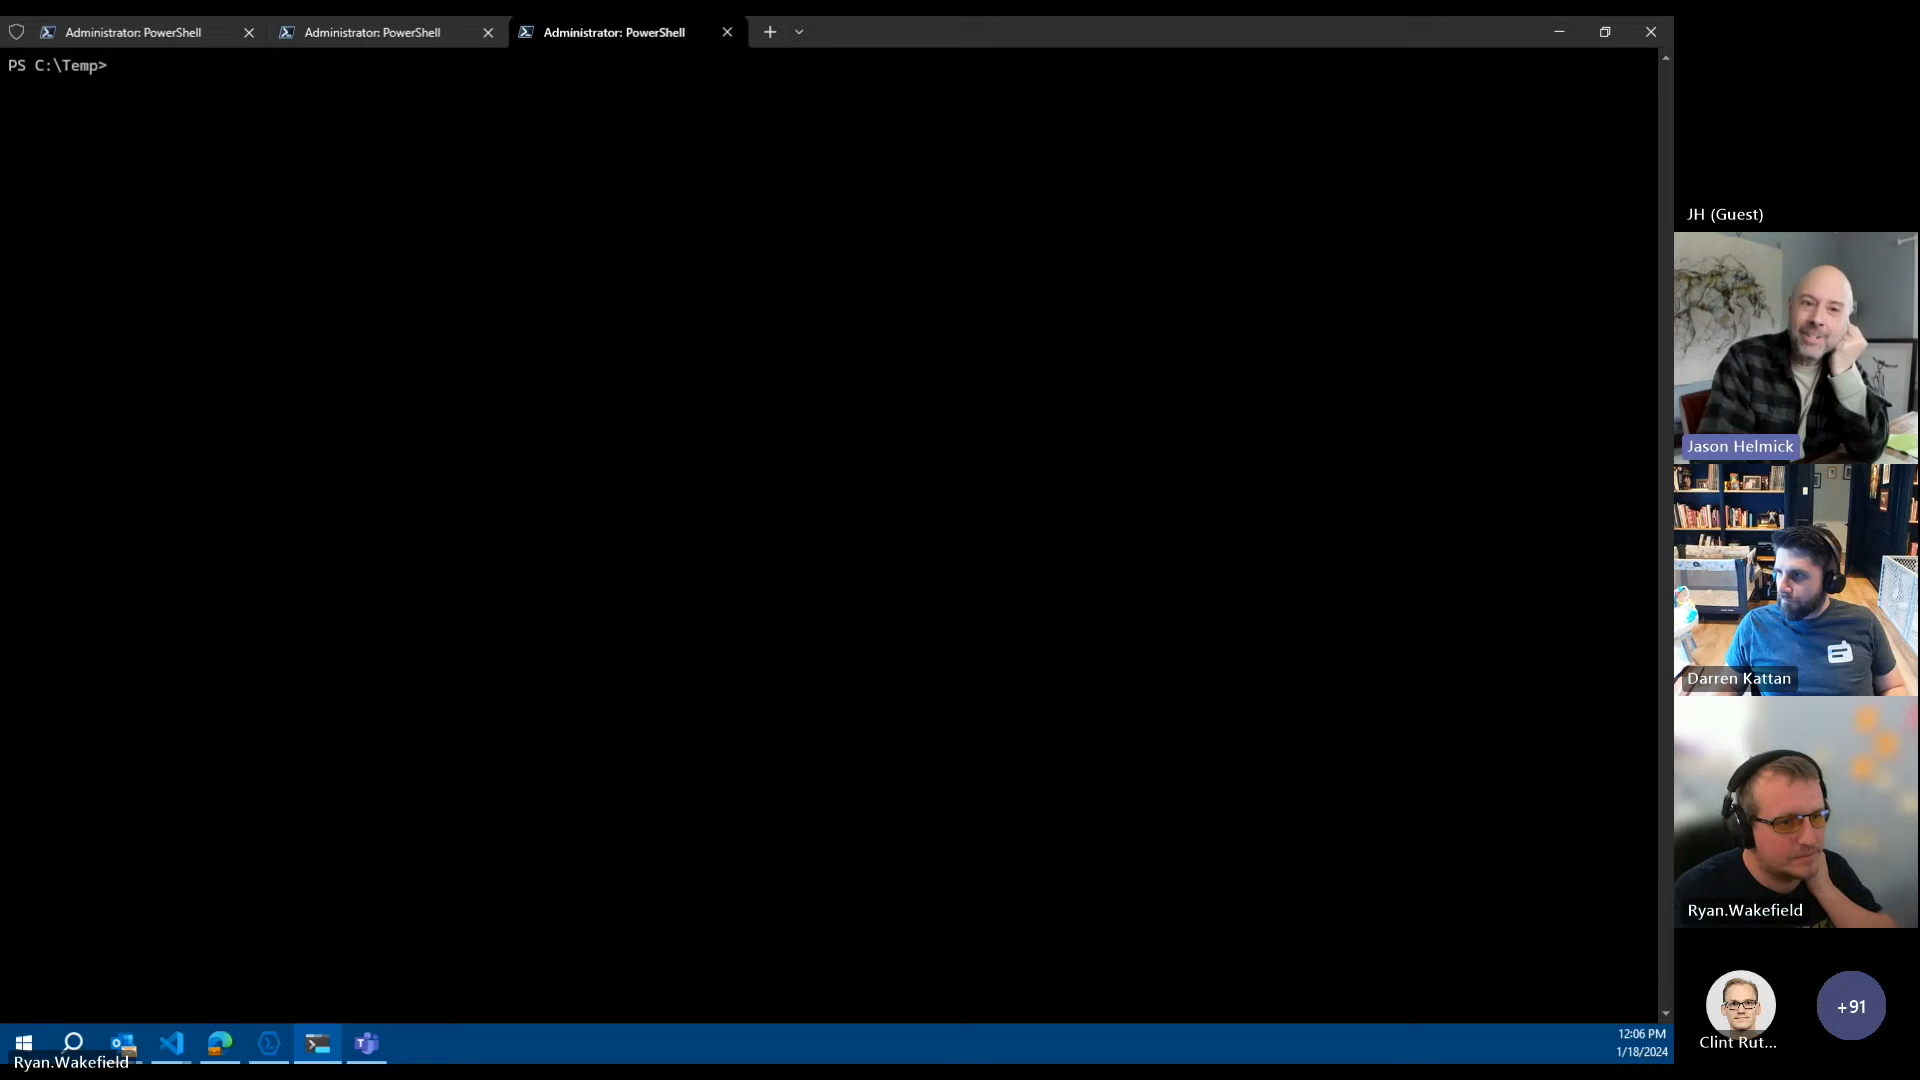 Administrator: PowerShell
Administrator: PowerShell
Administrator: PowerShell
PS C:\Temp>
JH (Guest)
Jason Helmick
Darren Kattan
Ryan.Wakefield
+91
Clint Rut...
12:06 PM
1/18/2024
Ryan.Wakefield